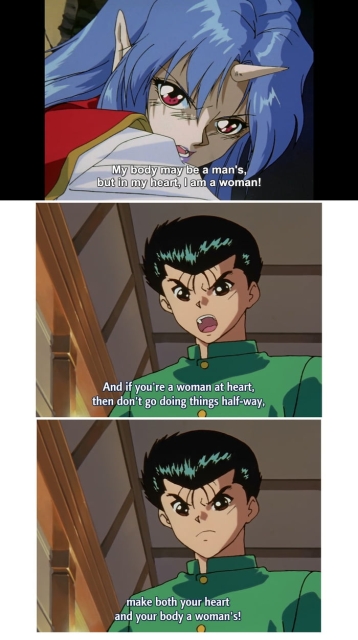 My body may be a man's,
but in my heart, I am a woman!
And if you're a woman at heart,
then don't go doing things half-way,
make both your heart
and your body a woman's!